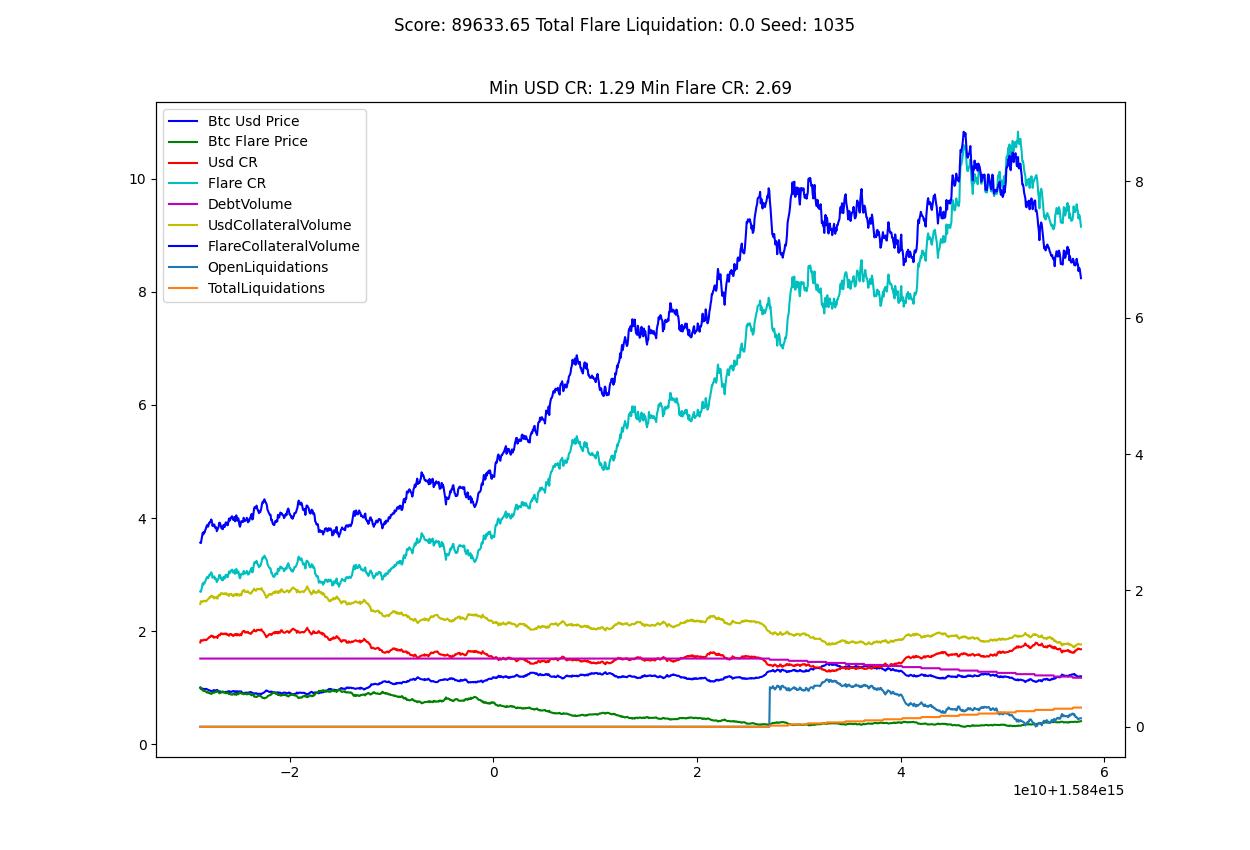 Score: 89633.65 Total Flare Liquidation: 0.0 Seed: 1035
Min USD CR: 1.29 Min Flare CR: 2.69
Btc Usd Price
Btc Flare Price
Usd CR
Flare CR
DebtVolume
UsdCollateralVolume
FlareCollateralVolume
OpenLiquidations
TotalLiquidations
10
8
6
4
2
0
8
6
4
2
0
−2 0 2 4 6
1e10+1.584e15